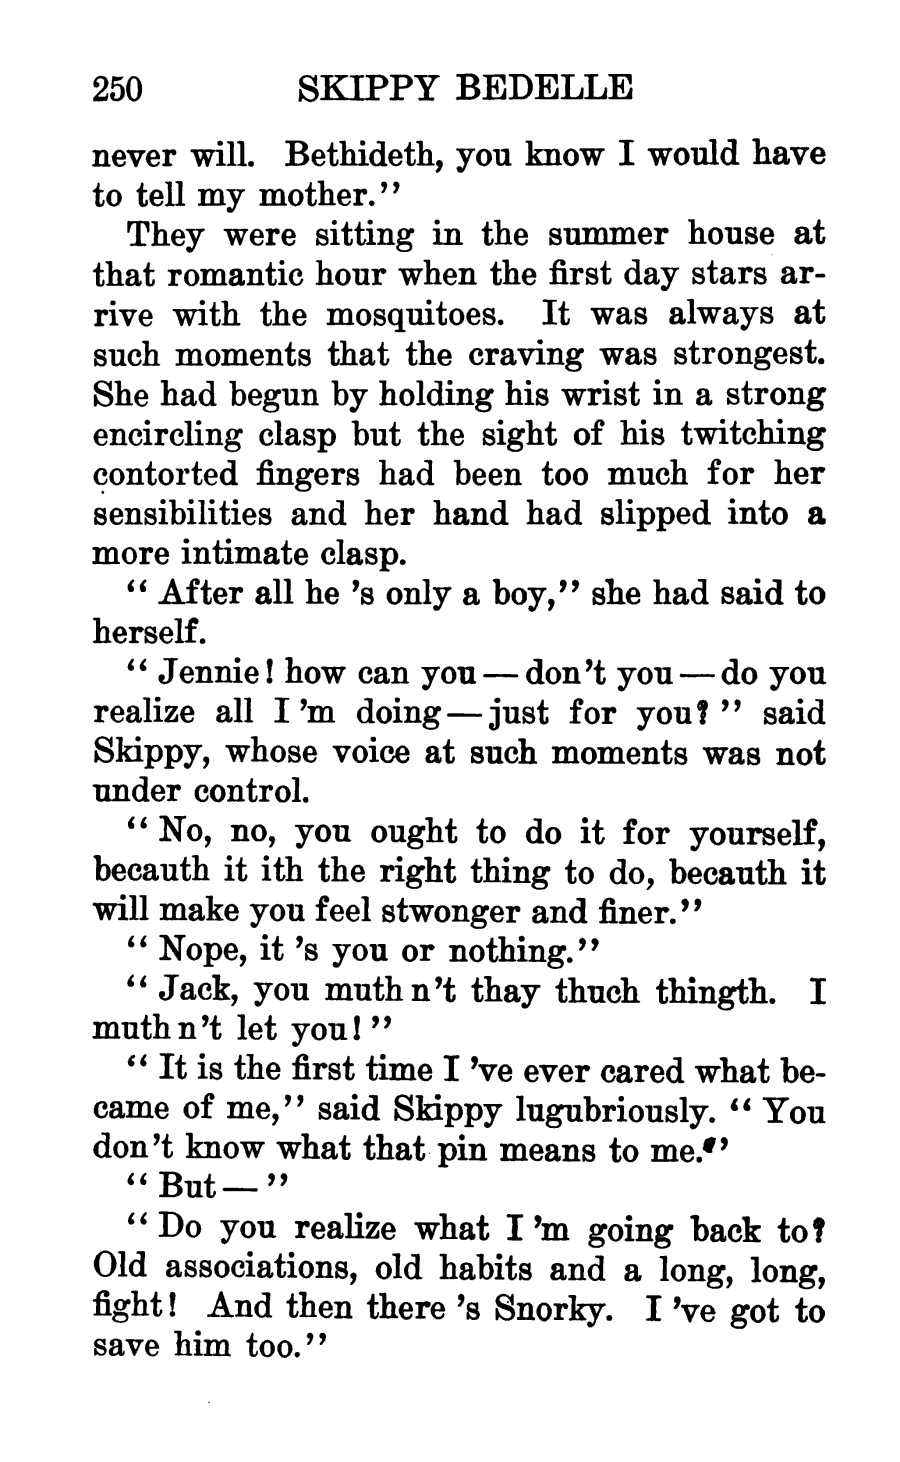 250 SKIPPY BEDELLE
never will. Bethideth, you know I would have
to tell my mother."
They were sitting in the summer house at
that romantic hour when the first day stars ar-
rive with the mosquitoes. It was always at
such moments that the craving was strongest.
She had begun by holding his wrist in a strong
encircling clasp but the sight of his twitching
contorted fingers had been too much for her
sensibilities and her hand had slipped into a
more intimate clasp.
"After all he 's only a boy," she had said to
herself.
"Jennie! how can you—don't you—do you
realize all I 'm doing—just for you?" said
Skippy, whose voice at such moments was not
under control.
"No, no, you ought to do it for yourself,
becauth it ith the right thing to do, becauth it
will make you feel stwonger and finer."
"Nope, it 's you or nothing."
"Jack, you muth n't thay thuch thingth. I
muth n't let you!"
"It is the first time I 've ever cared what be-
came of me," said Skippy lugubriously. "You
don't know what that pin means to me."
"But—"
"Do you realize what I 'm going back to?
Old associations, old habits and a long, long,
fight! And then there 's Snorky. I 've got to
save him too."